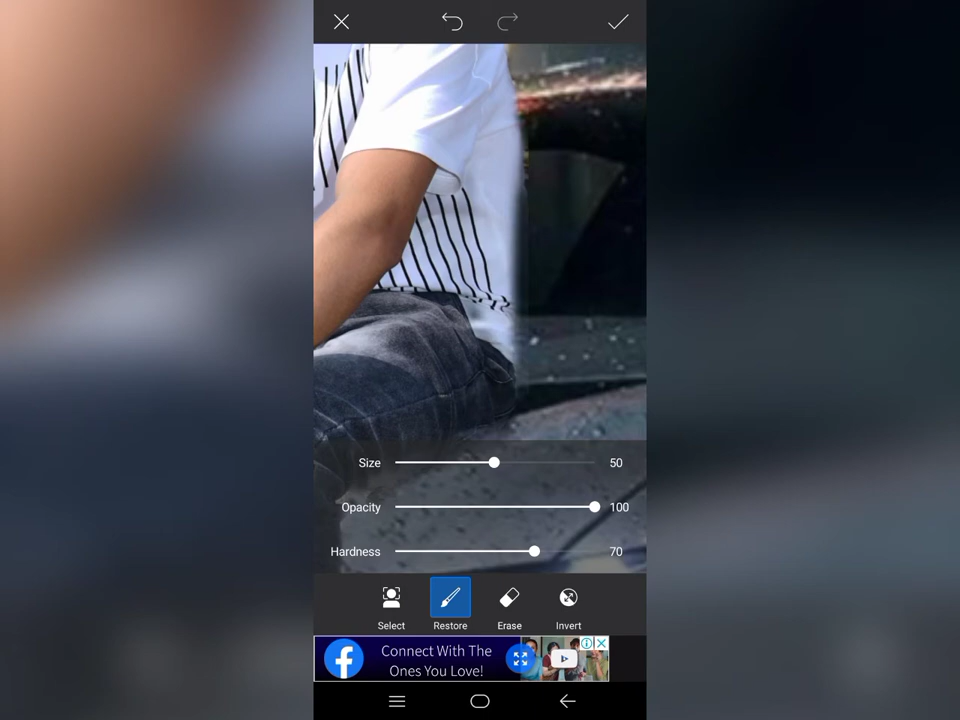 Size 50
Opacity 100
Hardness 70
Select Restore Erase Invert
Connect With The
Ones You Love!